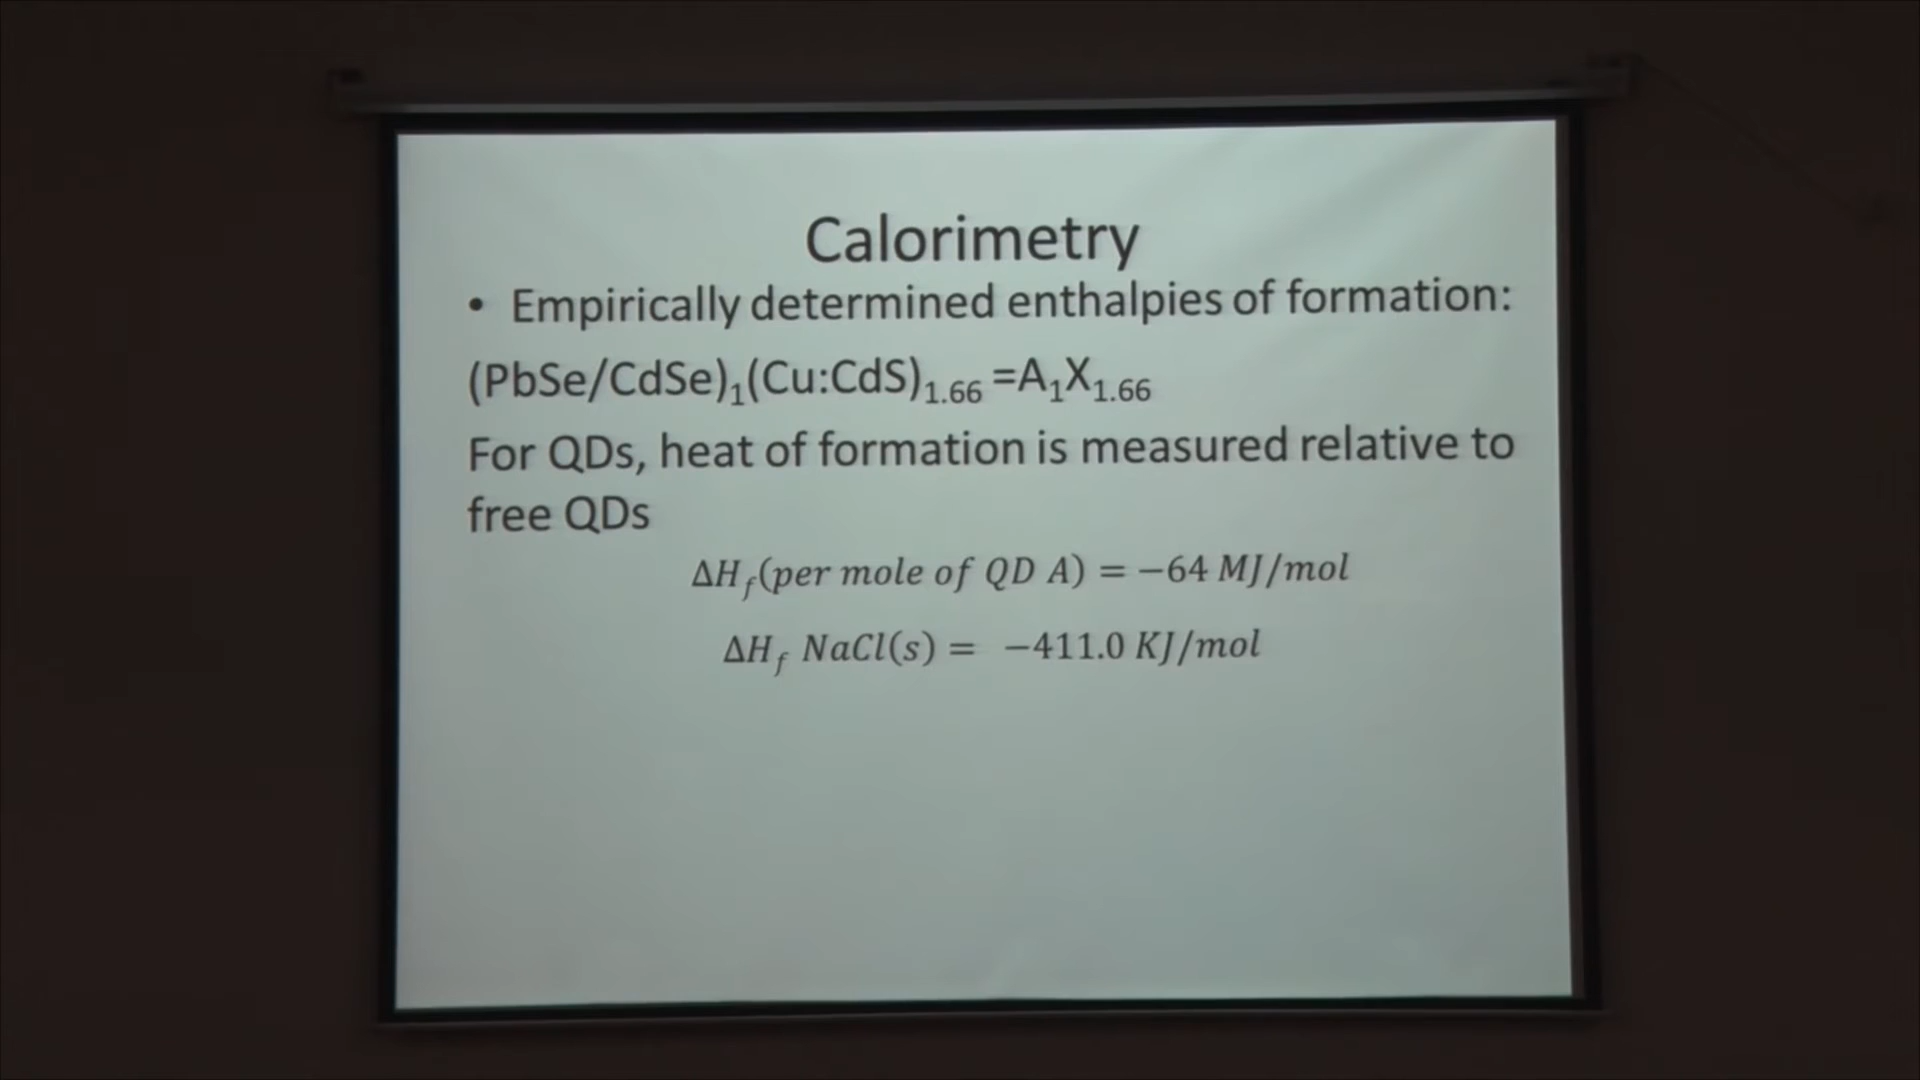 Calorimetry
• Empirically determined enthalpies of formation:
(PbSe/CdSe)₁(Cu:CdS)₁.₆₆ =A₁X₁.₆₆
For QDs, heat of formation is measured relative to
free QDs
ΔH_f(per mole of QD A) = −64 MJ/mol
ΔH_f NaCl(s) = −411.0 KJ/mol